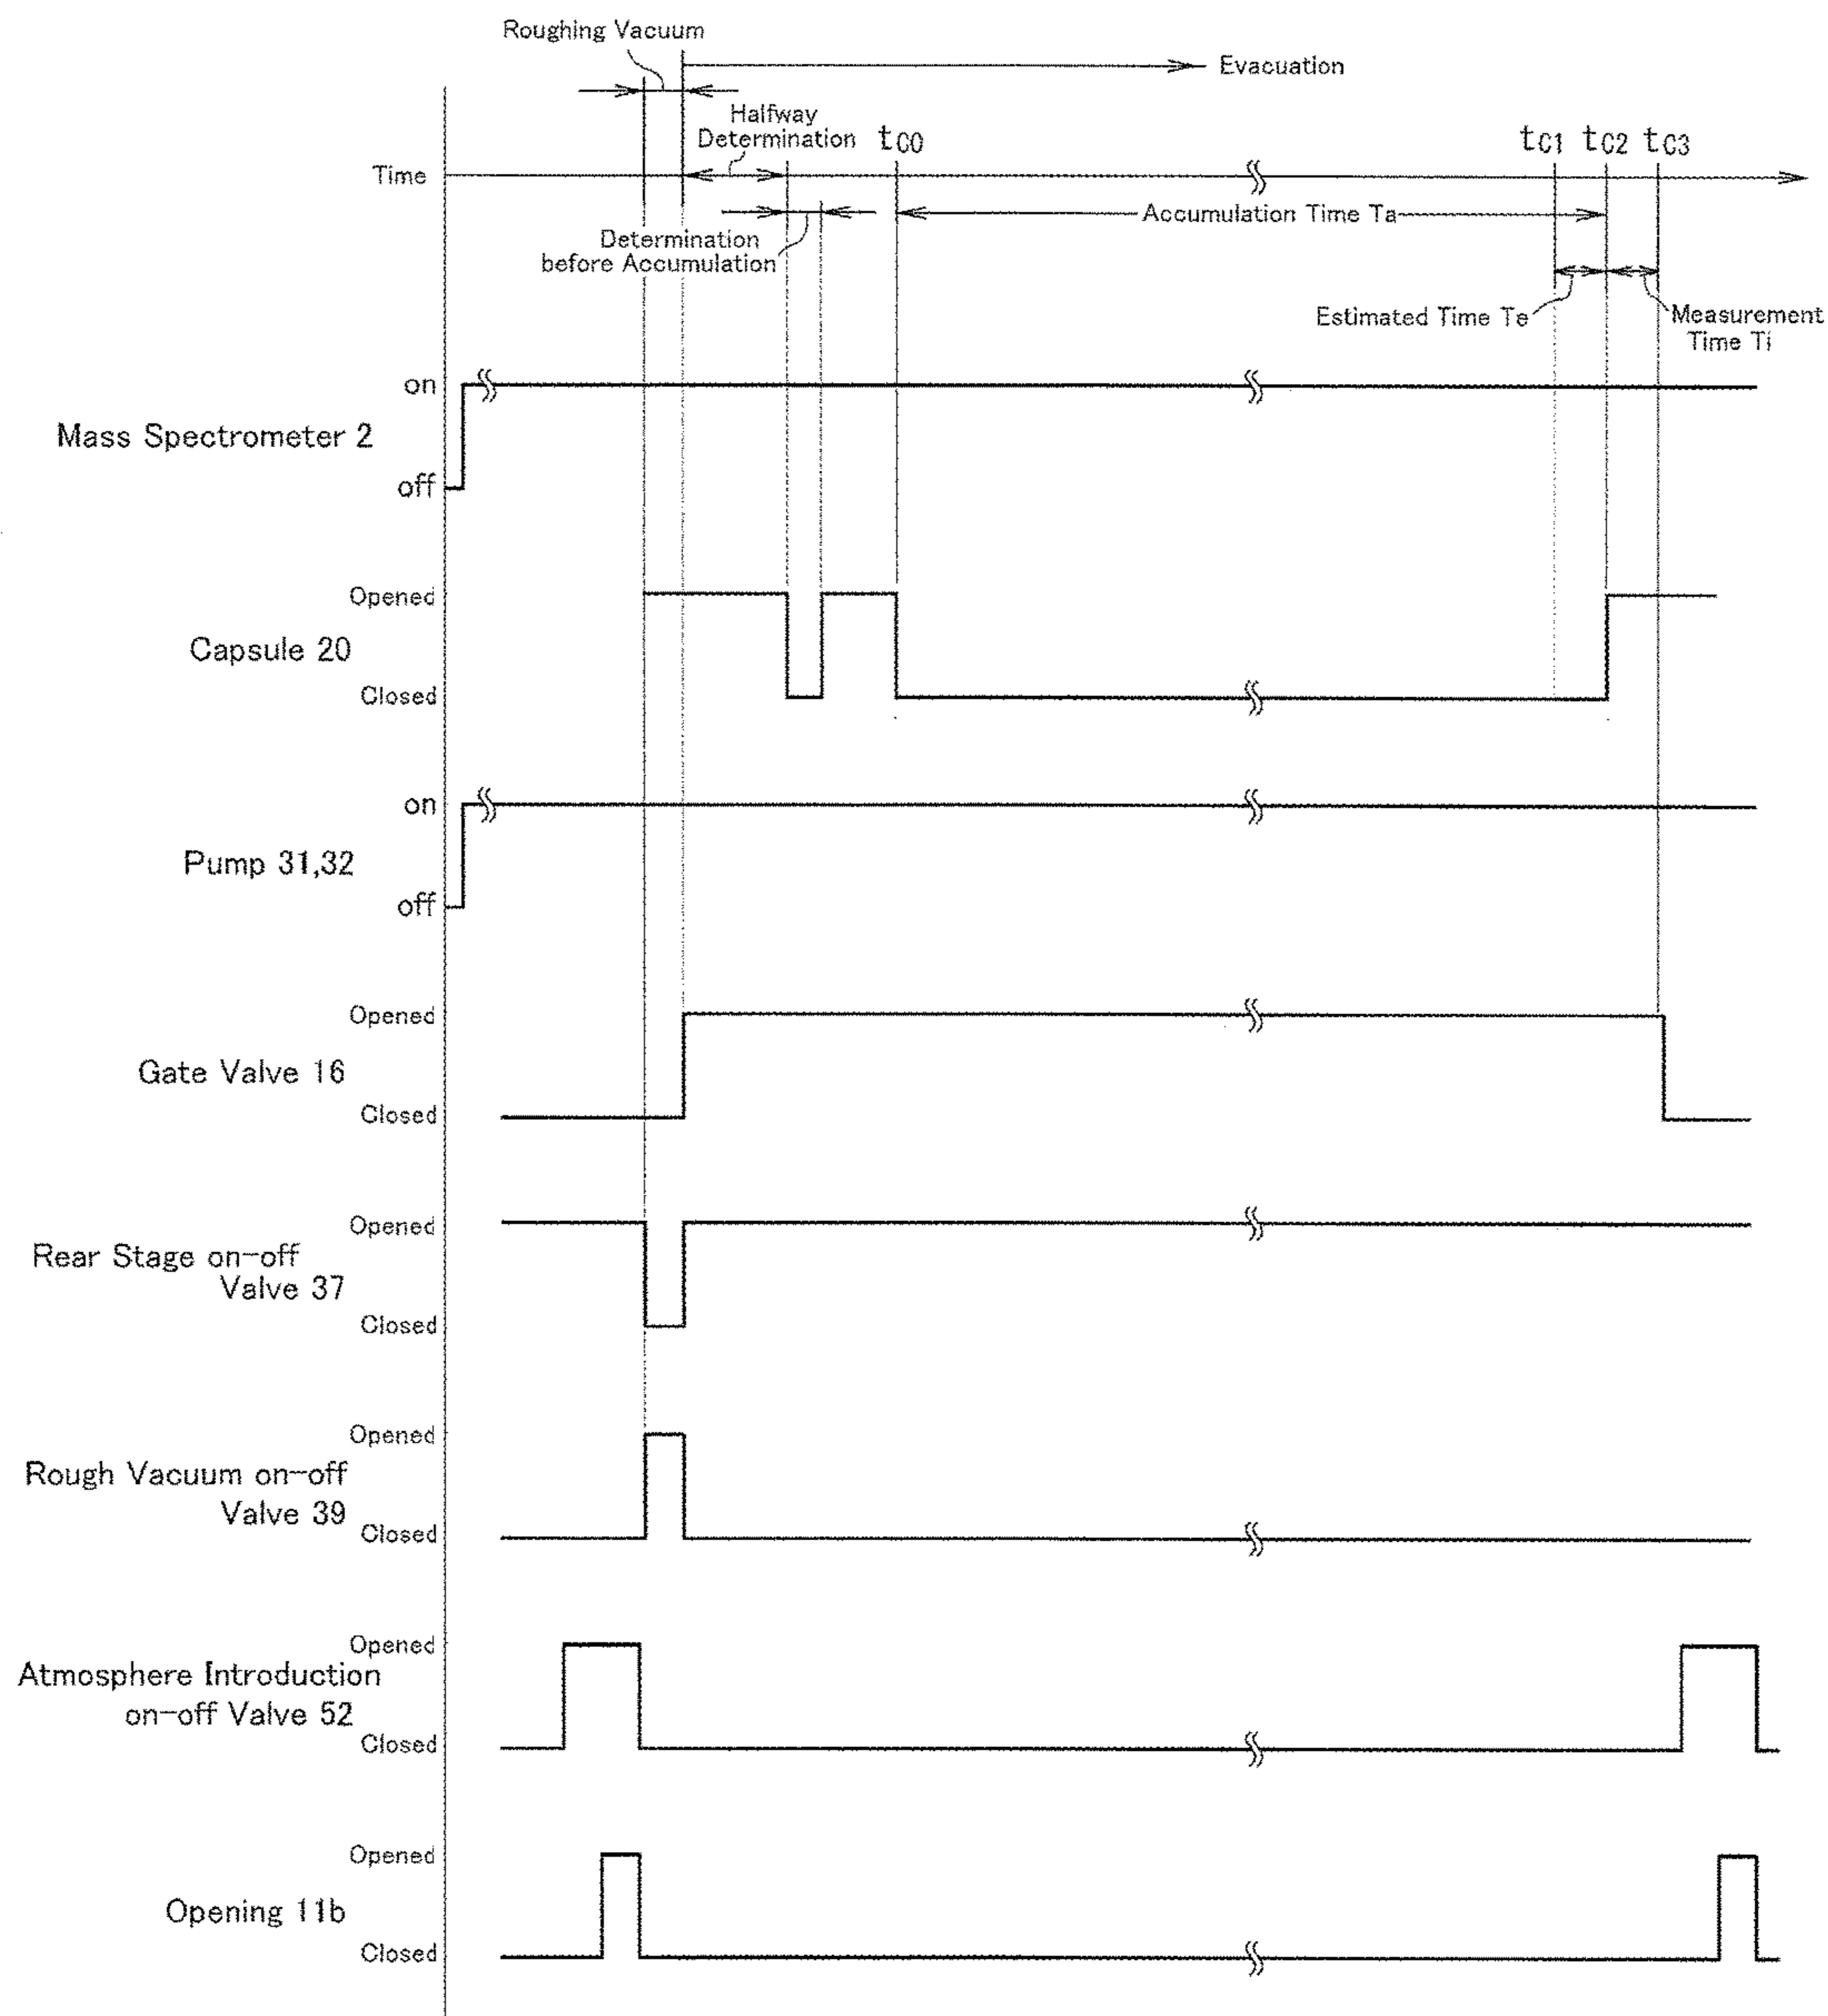 Roughing Vacuum
Evacuation
Halfway
Determination
tC0
tC1 tC2 tC3
Time
Accumulation Time Ta
Determination
before Accumulation
Estimated Time Te
Measurement
Time Ti
on
Mass Spectrometer 2
off
Opened
Capsule 20
Closed
on
Pump 31,32
off
Opened
Gate Valve 16
Closed
Opened
Rear Stage on-off
Valve 37
Closed
Opened
Rough Vacuum on-off
Valve 39
Closed
Opened
Atmosphere Introduction
on-off Valve 52
Closed
Opened
Opening 11b
Closed